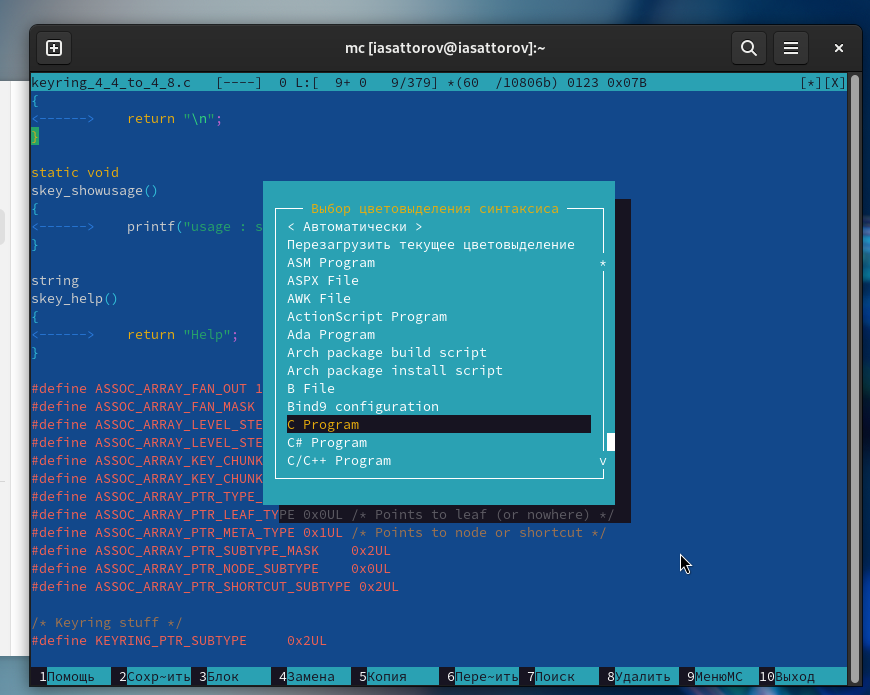 mc [iasattorov@iasattorov]:~
keyring_4_4_to_4_8.c [----] 0 L:[ 9+ 0 9/379] *(60 /10806b) 0123 0x07B [*][X]
{
<------> return "\n";
}
static void
skey_showusage()
{
<------> printf("usage : s
}
string
skey_help()
{
<------> return "Help";
}
#define ASSOC_ARRAY_FAN_OUT 1
#define ASSOC_ARRAY_FAN_MASK
#define ASSOC_ARRAY_LEVEL_STE
#define ASSOC_ARRAY_LEVEL_STE
#define ASSOC_ARRAY_KEY_CHUNK
#define ASSOC_ARRAY_KEY_CHUNK
#define ASSOC_ARRAY_PTR_TYPE_
#define ASSOC_ARRAY_PTR_LEAF_TYPE 0x0UL /* Points to leaf (or nowhere) */
#define ASSOC_ARRAY_PTR_META_TYPE 0x1UL /* Points to node or shortcut */
#define ASSOC_ARRAY_PTR_SUBTYPE_MASK 0x2UL
#define ASSOC_ARRAY_PTR_NODE_SUBTYPE 0x0UL
#define ASSOC_ARRAY_PTR_SHORTCUT_SUBTYPE 0x2UL
/* Keyring stuff */
#define KEYRING_PTR_SUBTYPE 0x2UL
Выбор цветовыделения синтаксиса
< Автоматически >
Перезагрузить текущее цветовыделение
ASM Program
ASPX File
AWK File
ActionScript Program
Ada Program
Arch package build script
Arch package install script
B File
Bind9 configuration
C Program
C# Program
C/C++ Program
1Помощь 2Сохр~ить 3Блок 4Замена 5Копия 6Пере~ить 7Поиск 8Удалить 9МенюМС 10Выход